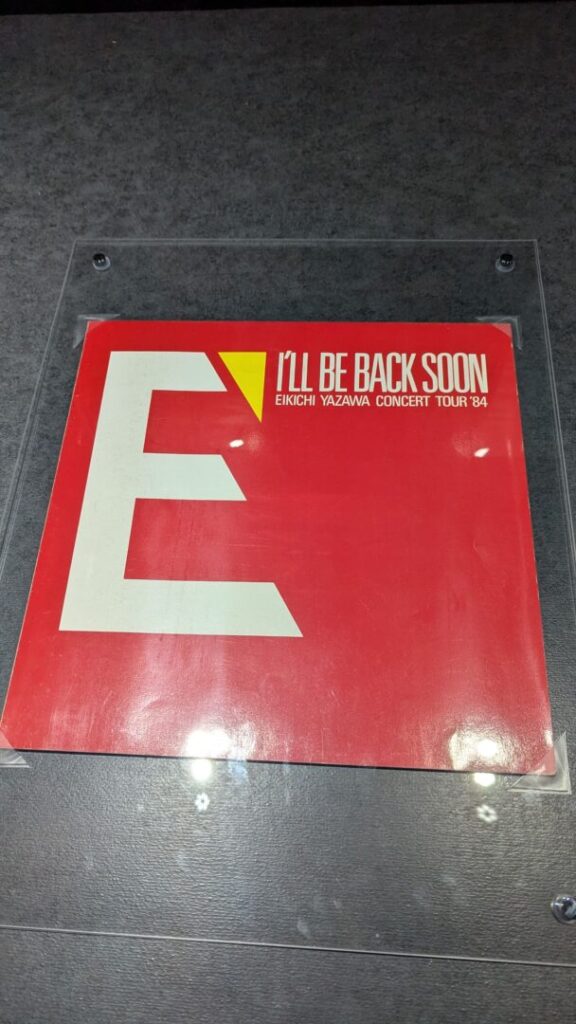 E'
I'LL BE BACK SOON
EIKICHI YAZAWA CONCERT TOUR '84